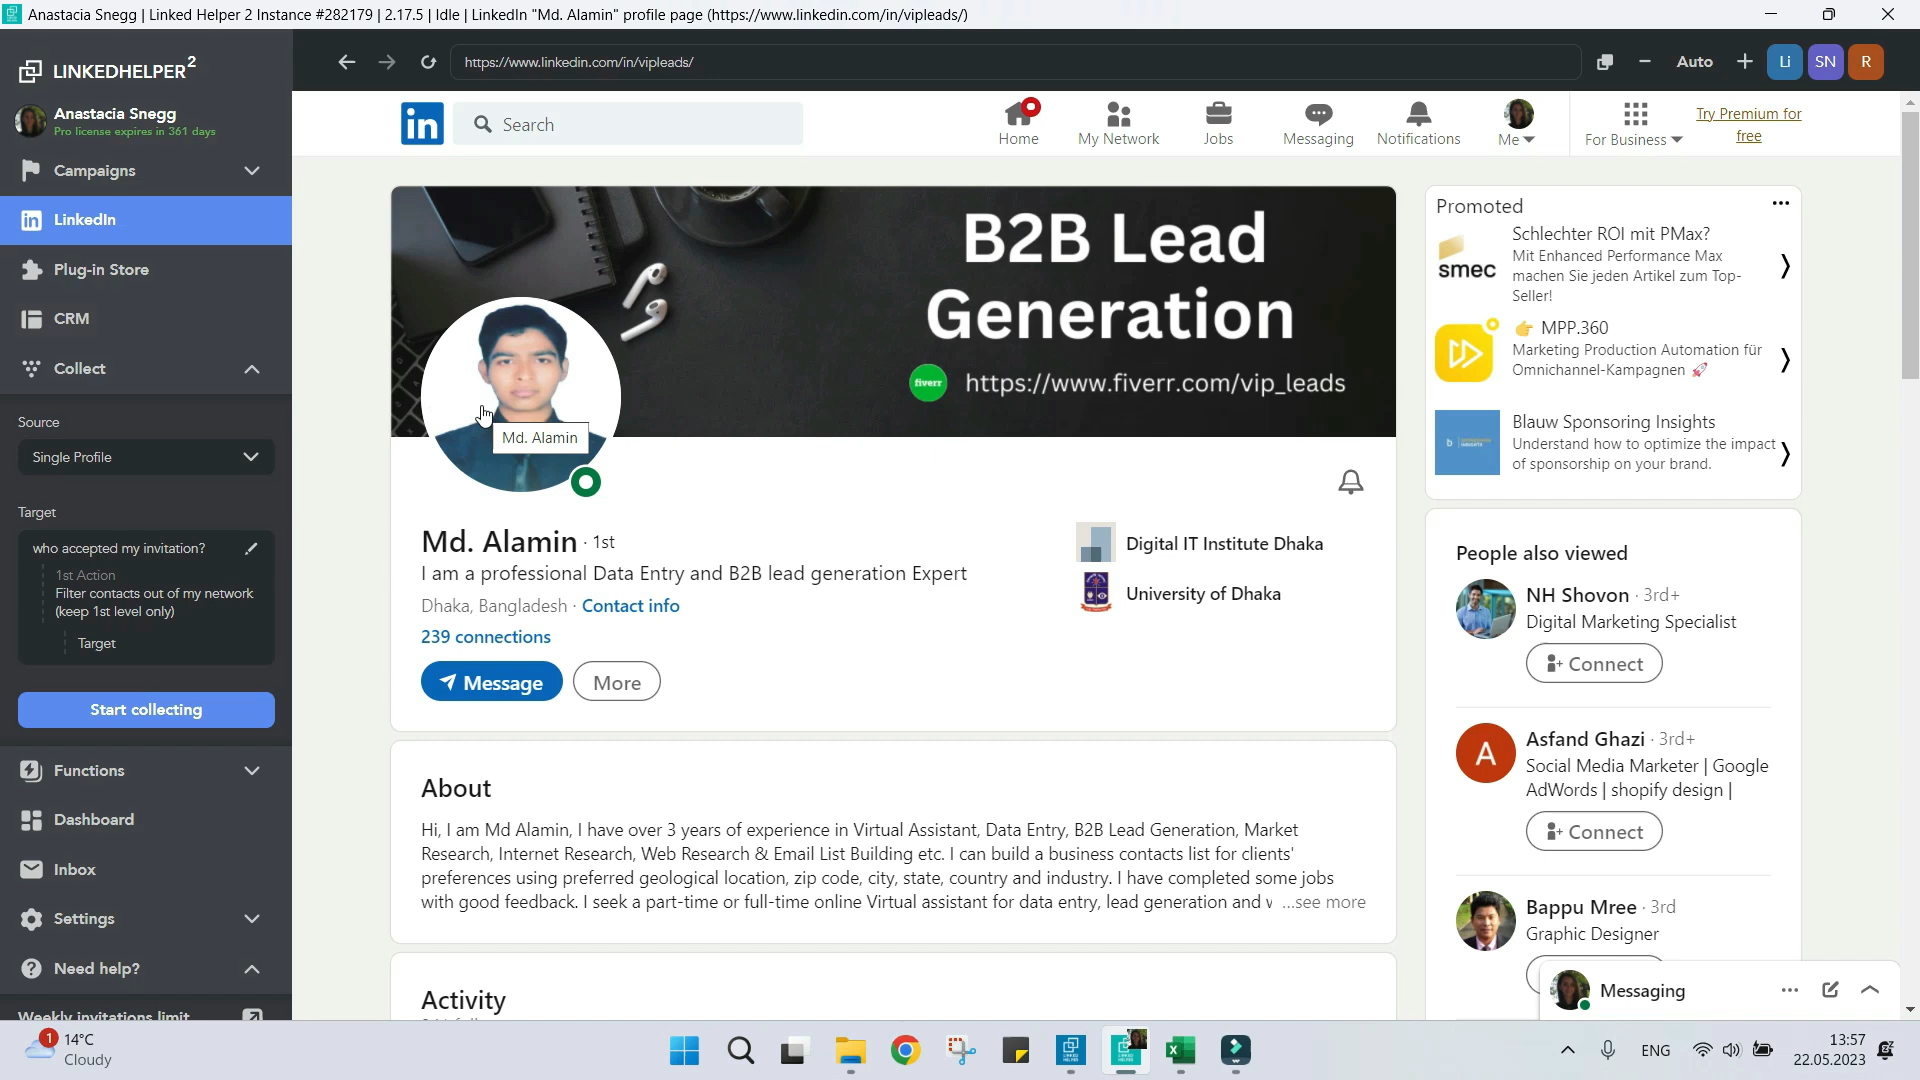 Anastacia Snegg | Linked Helper 2 Instance #282179 | 2.17.5 | Idle | LinkedIn "Md. Alamin" profile page (https://www.linkedin.com/in/vipleads/)
LINKEDHELPER2
https://www.linkedin.com/in/vipleads/
Auto
Li
SN
R
Anastacia Snegg
Pro license expires in 361 days
Campaigns
LinkedIn
Plug-in Store
CRM
Collect
Source
Single Profile
Target
who accepted my invitation?
1st Action
Filter contacts out of my network
(keep 1st level only)
Target
Start collecting
Functions
Dashboard
Inbox
Settings
Need help?
Weekly invitations limit
in
Search
Home
My Network
Jobs
Messaging
Notifications
Me
For Business
Try Premium for
free
B2B Lead
Generation
fiverr
https://www.fiverr.com/vip_leads
Md. Alamin
Md. Alamin · 1st
I am a professional Data Entry and B2B lead generation Expert
Dhaka, Bangladesh · Contact info
239 connections
Message
More
Digital IT Institute Dhaka
University of Dhaka
About
Hi, I am Md Alamin, I have over 3 years of experience in Virtual Assistant, Data Entry, B2B Lead Generation, Market
Research, Internet Research, Web Research & Email List Building etc. I can build a business contacts list for clients'
preferences using preferred geological location, zip code, city, state, country and industry. I have completed some jobs
with good feedback. I seek a part-time or full-time online Virtual assistant for data entry, lead generation and v ...see more
Activity
Promoted
smec
Schlechter ROI mit PMax?
Mit Enhanced Performance Max
machen Sie jeden Artikel zum Top-
Seller!
👉 MPP.360
Marketing Production Automation für
Omnichannel-Kampagnen 🚀
Blauw Sponsoring Insights
Understand how to optimize the impact
of sponsorship on your brand.
People also viewed
NH Shovon · 3rd+
Digital Marketing Specialist
Connect
A
Asfand Ghazi · 3rd+
Social Media Marketer | Google
AdWords | shopify design |
Connect
Bappu Mree · 3rd
Graphic Designer
Messaging
1
14°C
Cloudy
ENG
13:57
22.05.2023